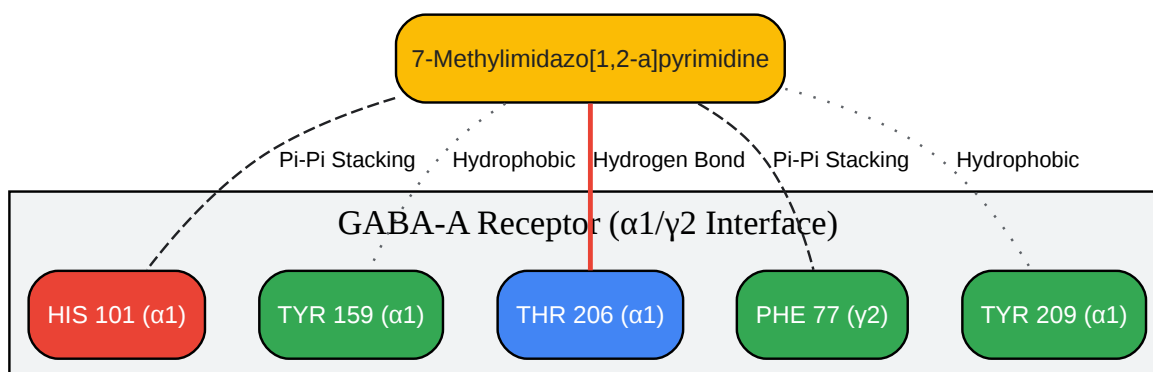 7-Methylimidazo[1,2-a]pyrimidine
Pi-Pi Stacking
Hydrophobic
Hydrogen Bond
Pi-Pi Stacking
Hydrophobic
GABA-A Receptor (α1/γ2 Interface)
HIS 101 (α1)
TYR 159 (α1)
THR 206 (α1)
PHE 77 (γ2)
TYR 209 (α1)